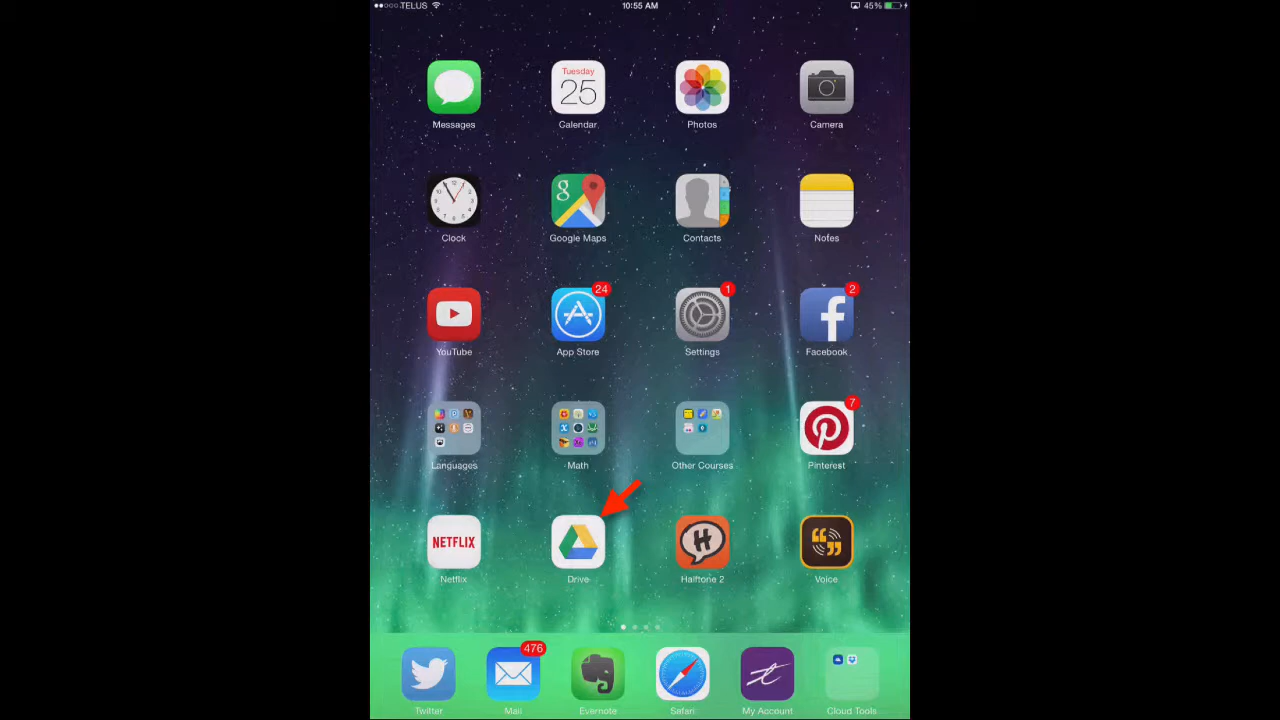 TELUS 10:55 AM 45%
Tuesday
25
Messages Calendar Photos Camera
g
Clock Google Maps Contacts Notes
24 1 2
f
YouTube App Store Settings Facebook
7
Languages Math Other Courses Pinterest
NETFLIX H
Netflix Drive Halftone 2 Voice
476
Twitter Mail Evernote Safari My Account Cloud Tools